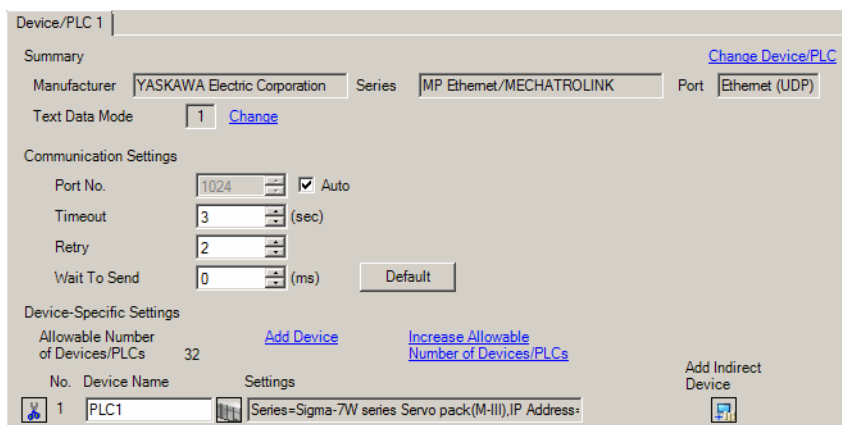 Device/PLC 1
Summary
Change Device/PLC
Manufacturer YASKAWA Electric Corporation Series MP Ethernet/MECHATROLINK Port Ethernet (UDP)
Text Data Mode 1 Change
Communication Settings
Port No. 1024 Auto
Timeout 3 (sec)
Retry 2
Wait To Send 0 (ms) Default
Device-Specific Settings
Allowable Number of Devices/PLCs 32 Add Device Increase Allowable Number of Devices/PLCs
Add Indirect Device
No. Device Name Settings
1 PLC1 Series=Sigma-7W series Servo pack(M-III),IP Address=